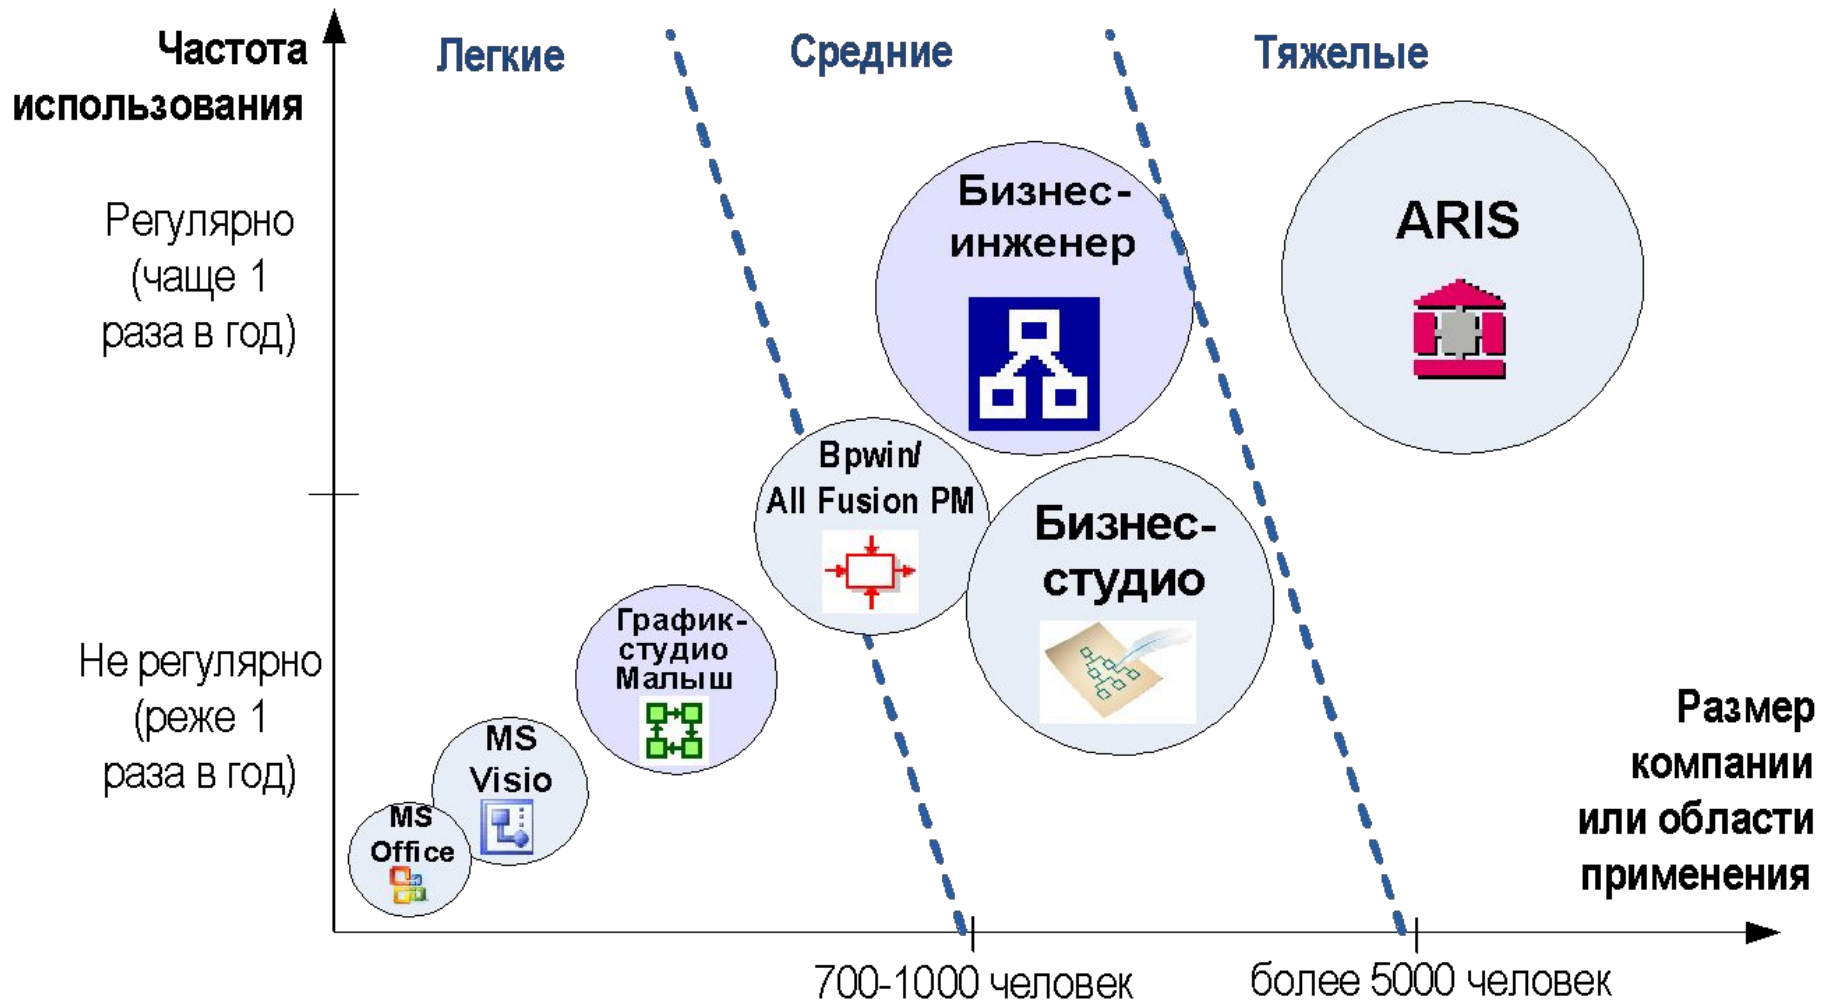 Частота
использования
Легкие
Средние
Тяжелые
Регулярно
(чаще 1
раза в год)
Бизнес-
инженер
ARIS
Bpwin/
All Fusion PM
Бизнес-
студио
График-
студио
Малыш
Не регулярно
(реже 1
раза в год)
MS
Visio
MS
Office
Размер
компании
или области
применения
700-1000 человек
более 5000 человек